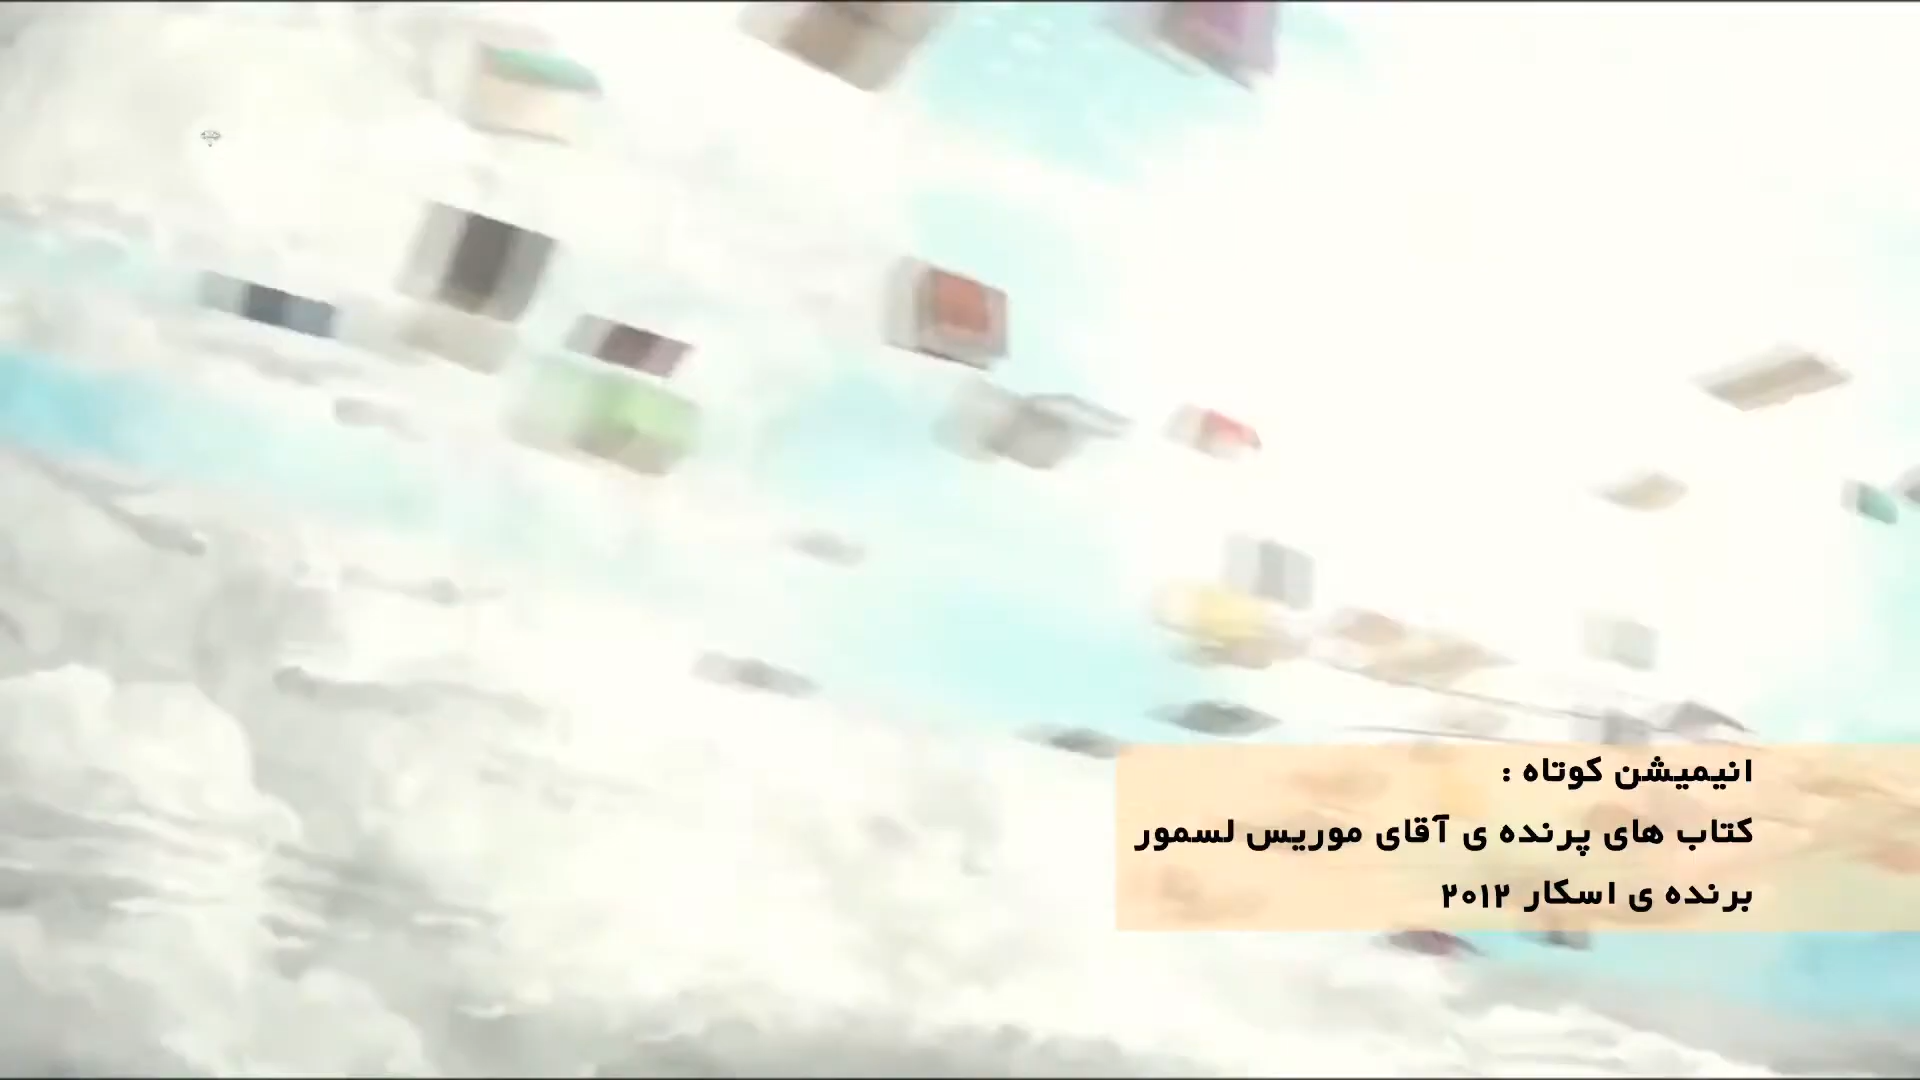 انیمیشن کوتاه :
کتاب های پرنده ی آقای موریس لسمور
برنده ی اسکار ۲۰۱۲